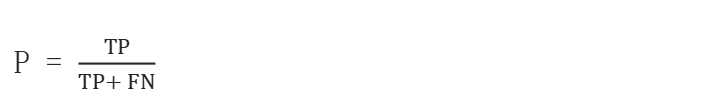 P = TP / TP+ FN